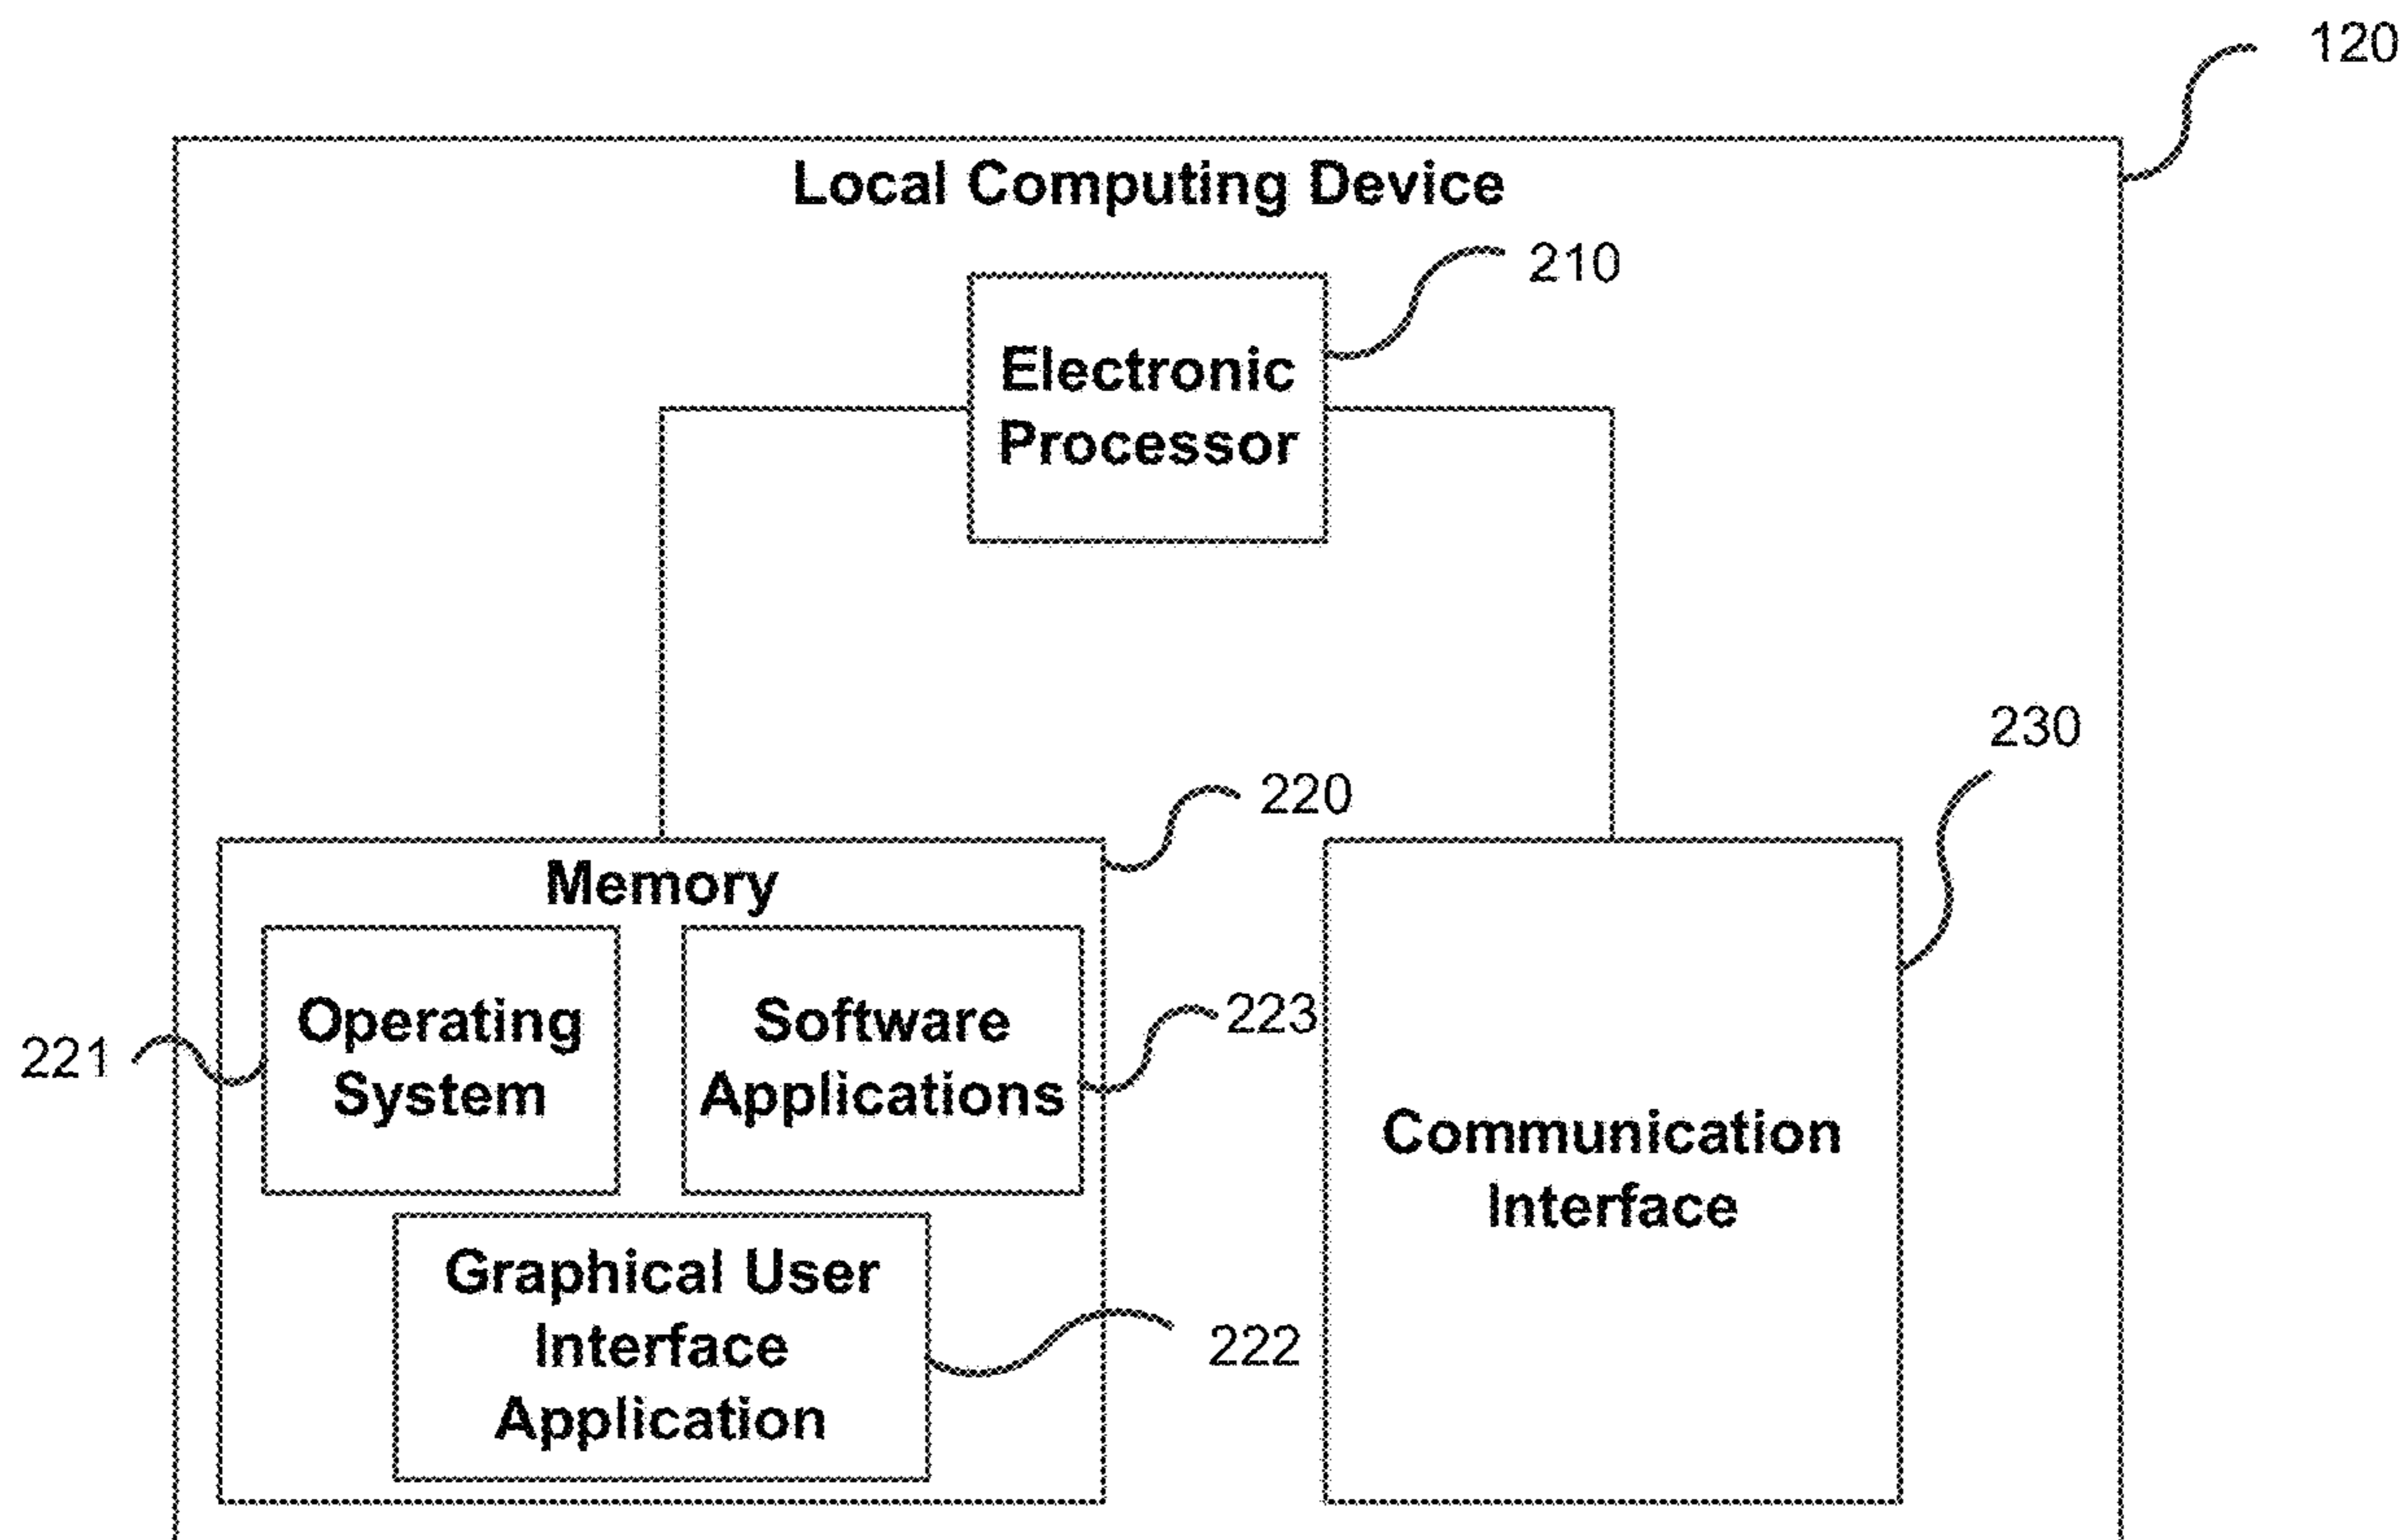 120
Local Computing Device
210
Electronic
Processor
230
220
Memory
Operating
System
Software
Applications
223
221
Communication
Interface
Graphical User
Interface
Application
222